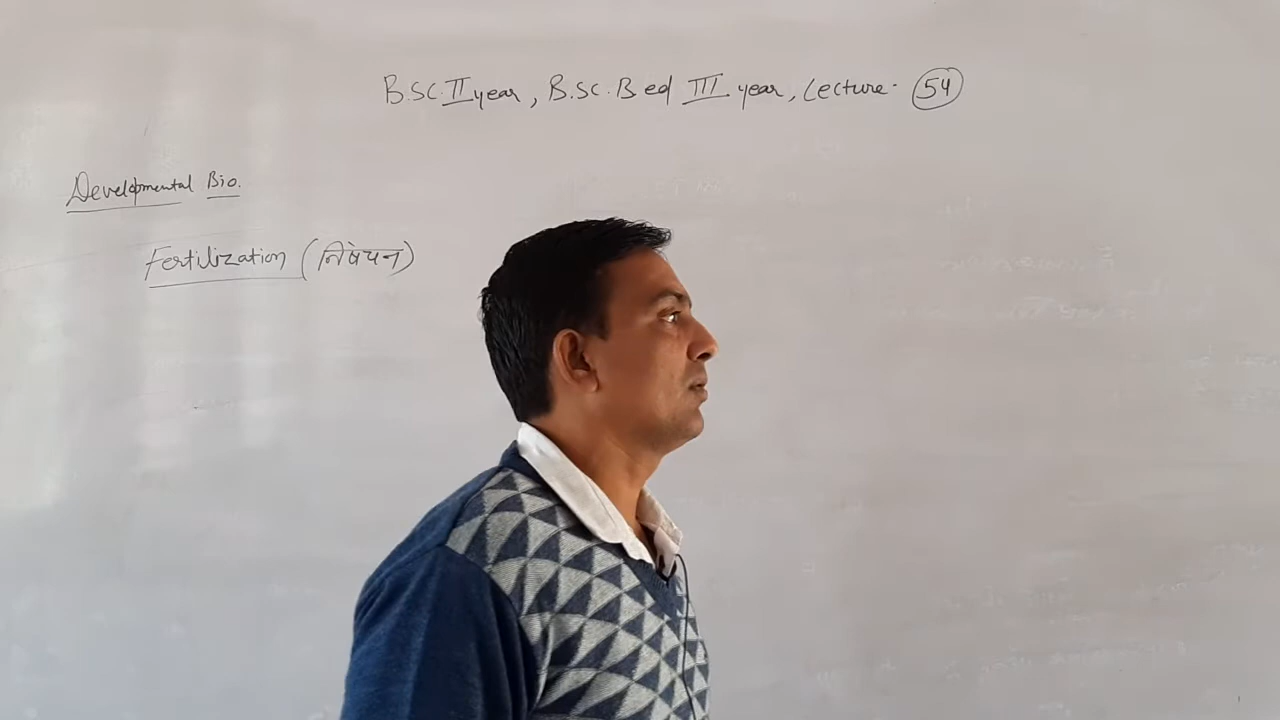 B.SC. II year, B.SC. B ed III year, Lecture- 54
Developmental Bio.
Fertilization (निषेचन)